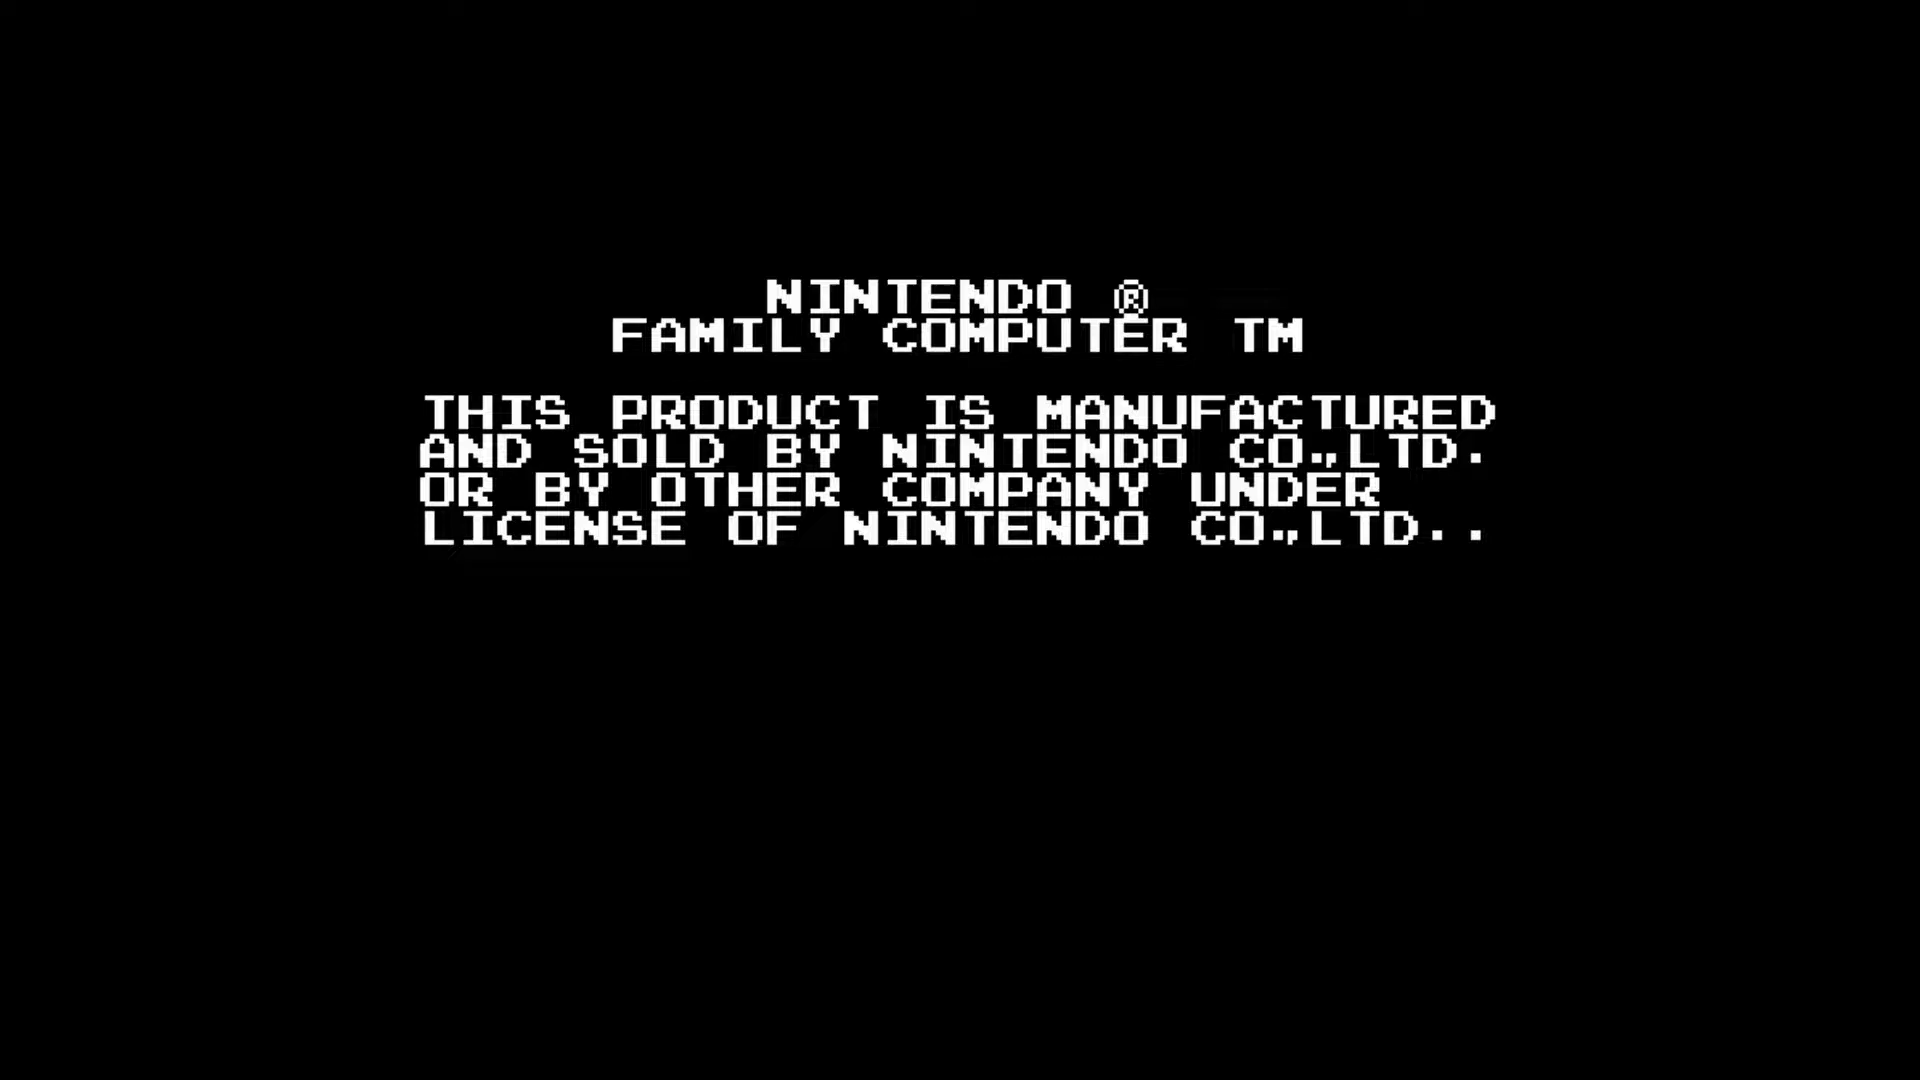 NINTENDO ®
FAMILY COMPUTER TM
THIS PRODUCT IS MANUFACTURED
AND SOLD BY NINTENDO CO.,LTD.
OR BY OTHER COMPANY UNDER
LICENSE OF NINTENDO CO.,LTD..